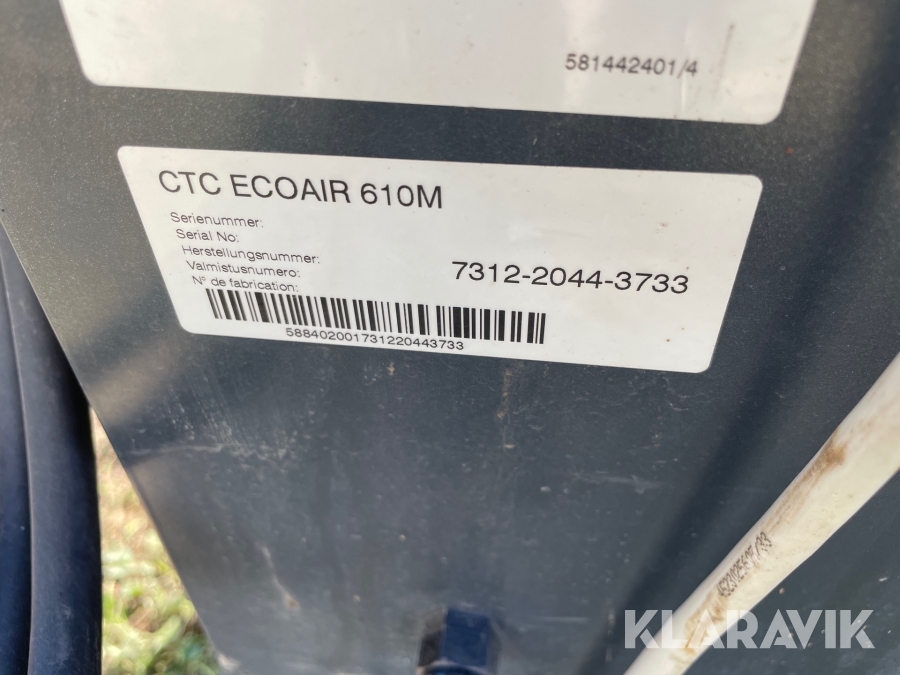 581442401/4
CTC ECOAIR 610M
Serienummer:
Serial No:
Herstellungsnummer:
Valmistusnumero:
N° de fabrication:
7312-2044-3733
588402001731220443733
KLARAVIK